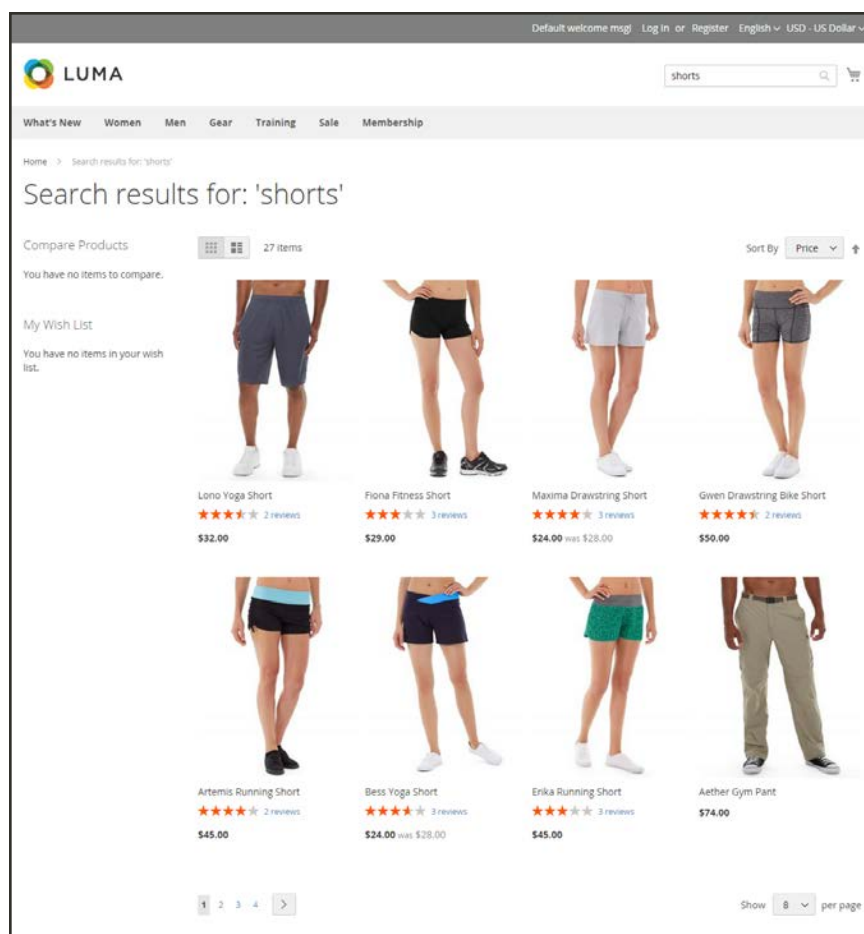 Default welcome msg! Log In or Register English USD - US Dollar
LUMA
shorts
What's New Women Men Gear Training Sale Membership
Home > Search results for: 'shorts'
Search results for: 'shorts'
Compare Products
27 items
Sort By Price
You have no items to compare.
My Wish List
You have no items in your wish
list.
Lono Yoga Short
2 reviews
$32.00
Fiona Fitness Short
3 reviews
$29.00
Maxima Drawstring Short
3 reviews
$24.00 was $28.00
Gwen Drawstring Bike Short
2 reviews
$50.00
Artemis Running Short
2 reviews
$45.00
Bess Yoga Short
3 reviews
$24.00 was $28.00
Erika Running Short
3 reviews
$45.00
Aether Gym Pant
$74.00
1 2 3 4 >
Show 8 per page